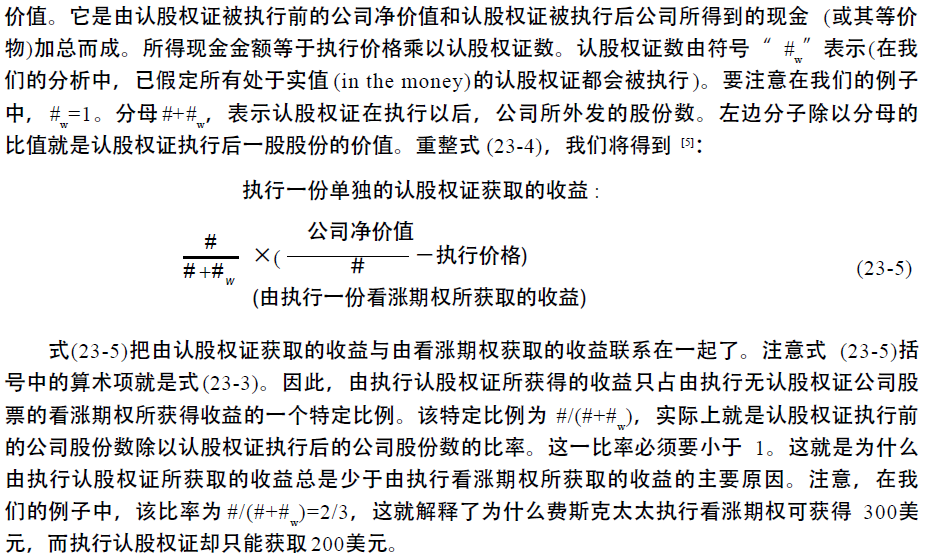 价值。它是由认股权证被执行前的公司净价值和认股权证被执行后公司所得到的现金 (或其等价
物)加总而成。所得现金金额等于执行价格乘以认股权证数。认股权证数由符号“ #w”表示(在我
们的分析中，已假定所有处于实值(in the money)的认股权证都会被执行)。要注意在我们的例子
中，#w=1。分母#+#w，表示认股权证在执行以后，公司所外发的股份数。左边分子除以分母的
比值就是认股权证执行后一股股份的价值。重整式 (23-4)，我们将得到 [5]：
执行一份单独的认股权证获取的收益：
#/(#+#w) ×(公司净价值/# －执行价格)
(23-5)
(由执行一份看涨期权所获取的收益)
式(23-5)把由认股权证获取的收益与由看涨期权获取的收益联系在一起了。注意式 (23-5)括
号中的算术项就是式(23-3)。因此，由执行认股权证所获得的收益只占由执行无认股权证公司股
票的看涨期权所获得收益的一个特定比例。该特定比例为 #/(#+#w)，实际上就是认股权证执行前
的公司股份数除以认股权证执行后的公司股份数的比率。这一比率必须要小于 1。这就是为什么
由执行认股权证所获取的收益总是少于由执行看涨期权所获取的收益的主要原因。注意，在我
们的例子中，该比率为#/(#+#w)=2/3，这就解释了为什么费斯克太太执行看涨期权可获得 300美
元，而执行认股权证却只能获取200美元。